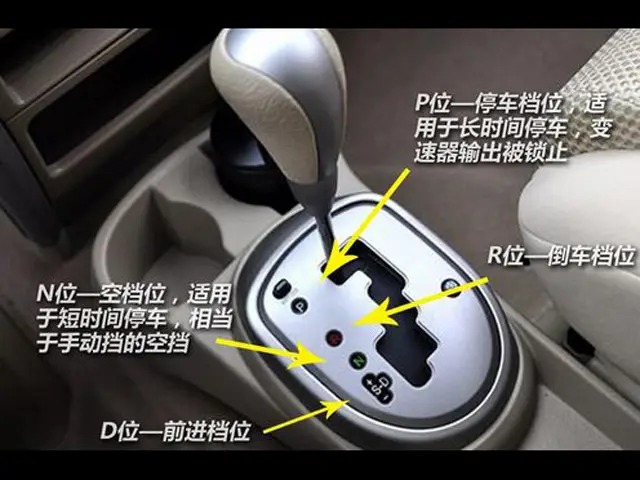 P位—停车档位，适
用于长时间停车，变
速器输出被锁止
R位—倒车档位
N位—空档位，适用
于短时间停车，相当
于手动挡的空挡
D位—前进档位
P
R
N
D
+S-